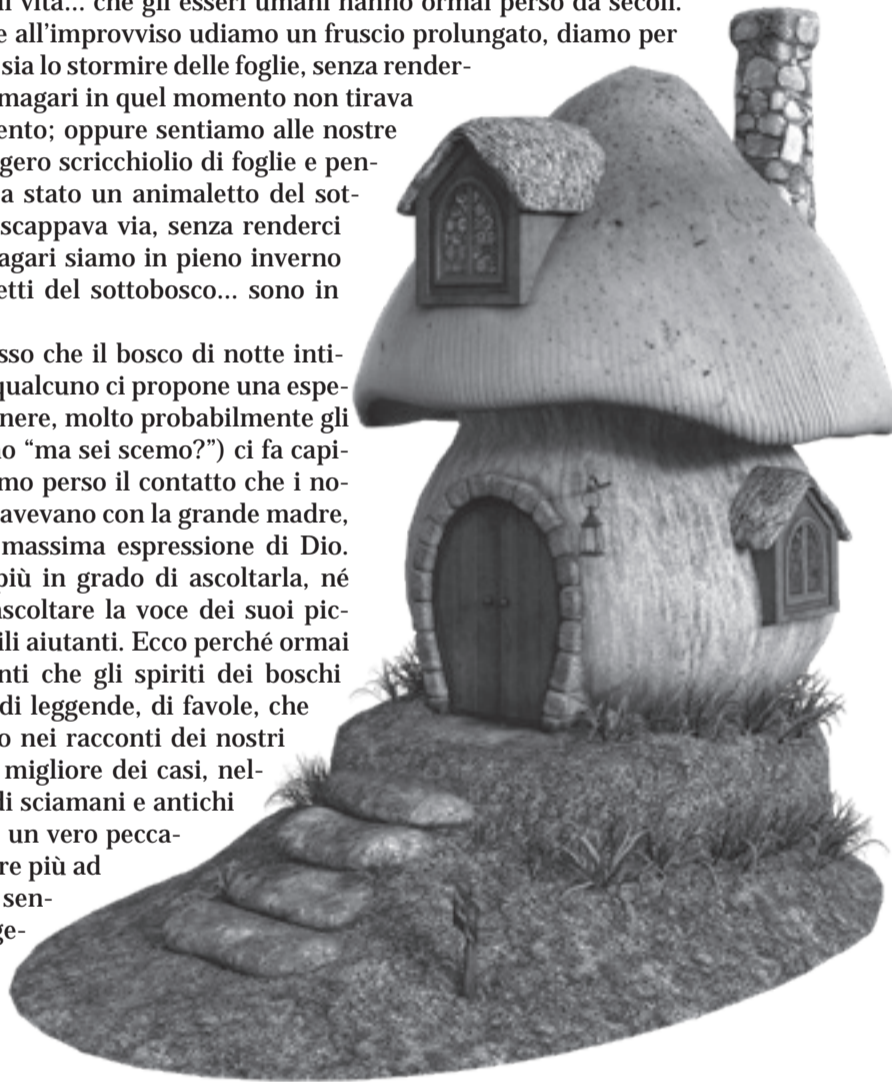 vita... che gli esseri umani hanno ormai perso da secoli.
e all'improvviso udiamo un fruscio prolungato, diamo per
sia lo stormire delle foglie, senza render-
magari in quel momento non tirava
ento; oppure sentiamo alle nostre
gero scricchiolio di foglie e pen-
a stato un animaletto del sot-
scappava via, senza renderci
agari siamo in pieno inverno
etti del sottobosco... sono in
sso che il bosco di notte inti-
qualcuno ci propone una espe-
nere, molto probabilmente gli
o “ma sei scemo?”) ci fa capi-
mo perso il contatto che i no-
avevano con la grande madre,
massima espressione di Dio.
più in grado di ascoltarla, né
ascoltare la voce dei suoi pic-
ili aiutanti. Ecco perché ormai
nti che gli spiriti dei boschi
di leggende, di favole, che
o nei racconti dei nostri
migliore dei casi, nel-
li sciamani e antichi
un vero pecca-
re più ad
sen-
ge-